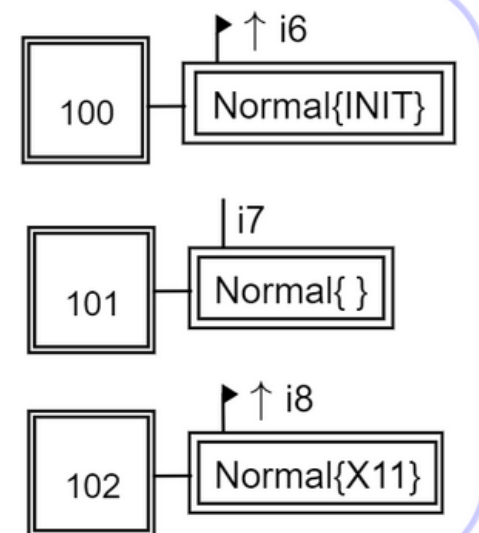 ↑ i6
100 Normal{INIT}
i7
101 Normal{ }
↑ i8
102 Normal{X11}